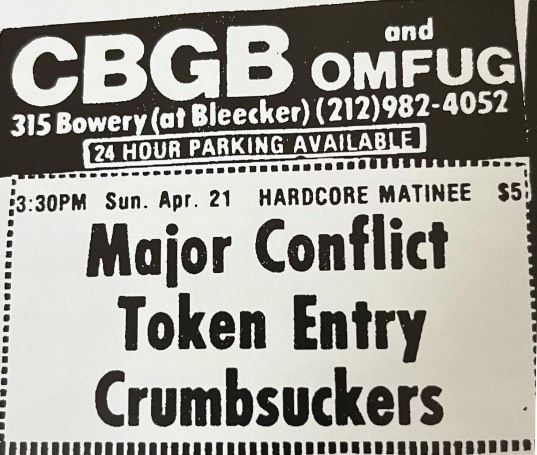 CBGB and OMFUG
315 Bowery (at Bleecker) (212)982-4052
24 HOUR PARKING AVAILABLE
3:30PM Sun. Apr. 21 HARDCORE MATINEE $5
Major Conflict
Token Entry
Crumbsuckers